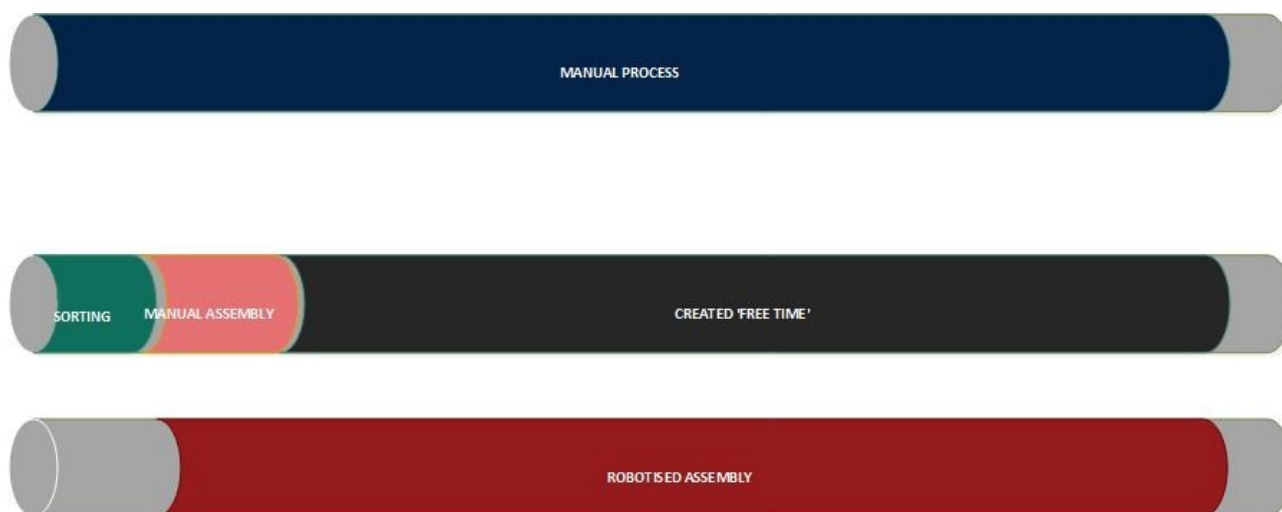 MANUAL PROCESS
SORTING
MANUAL ASSEMBLY
CREATED 'FREE TIME'
ROBOTISED ASSEMBLY